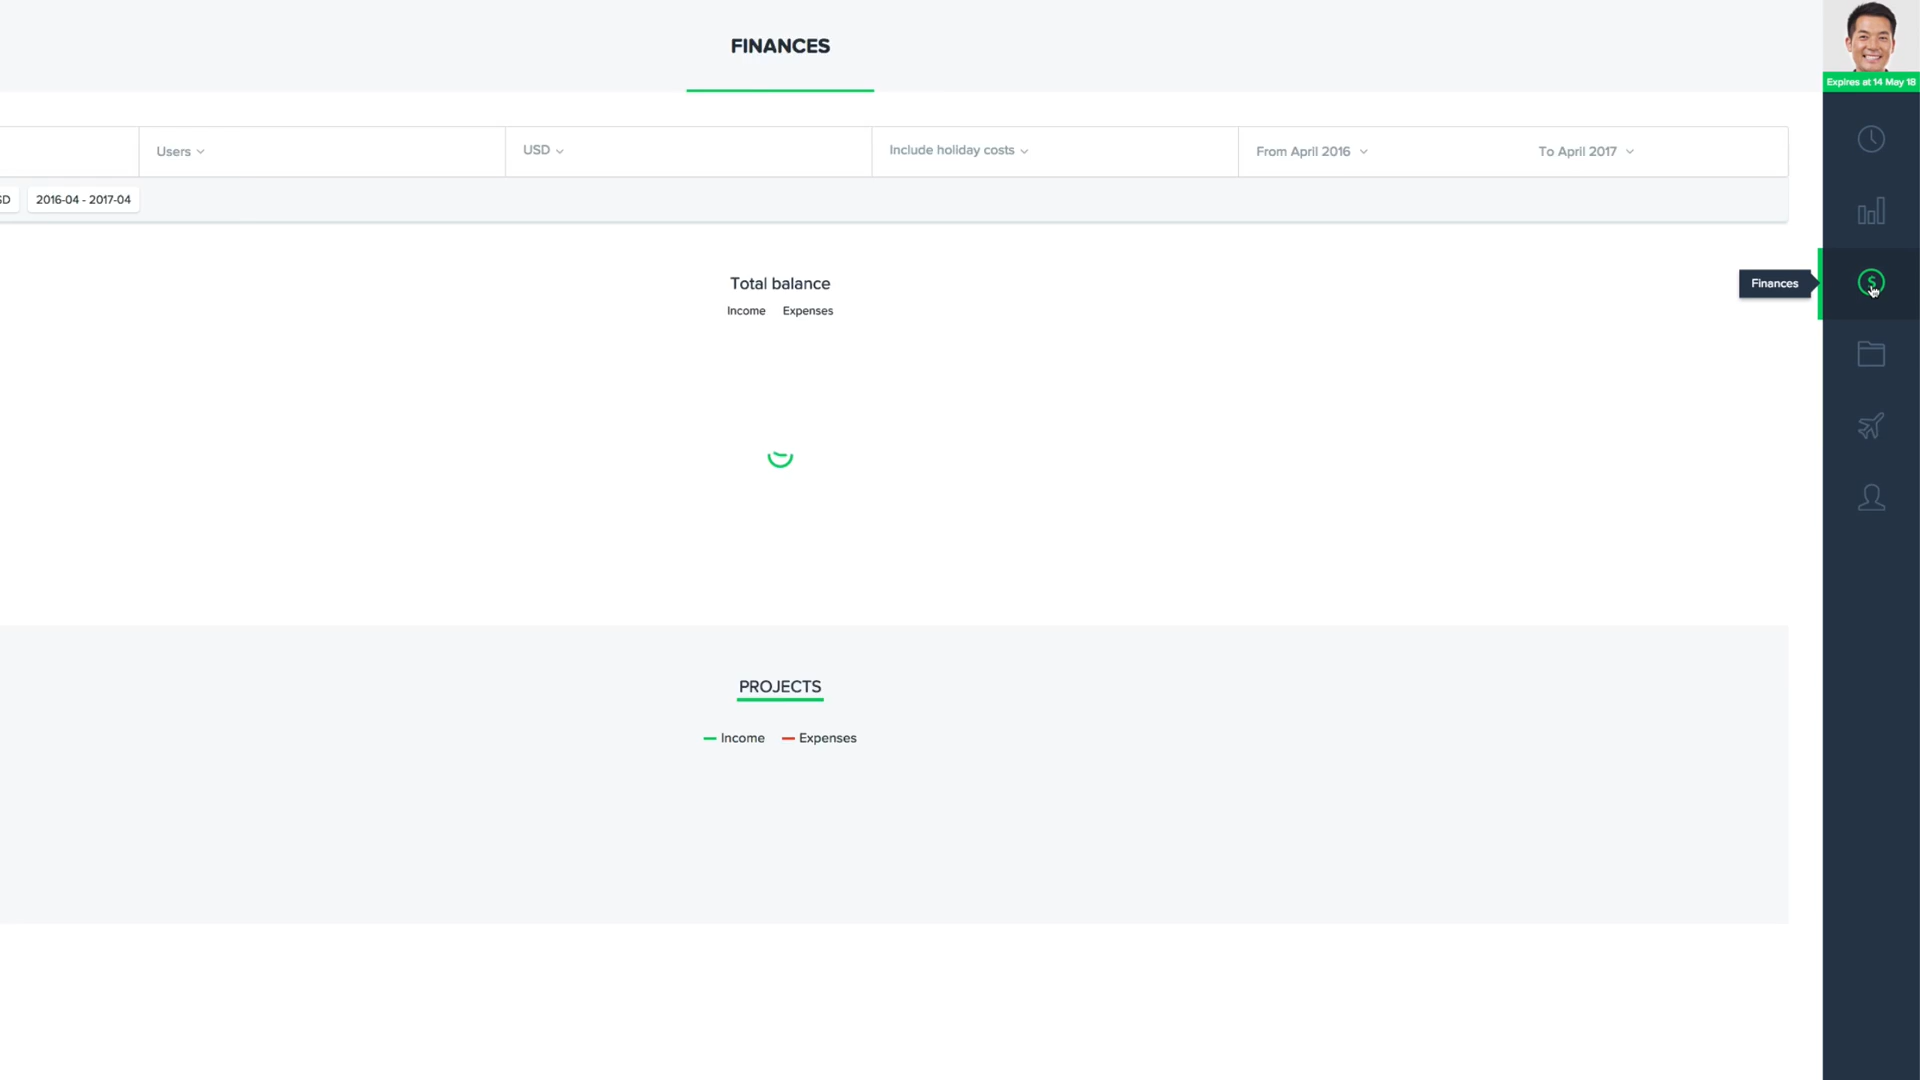 FINANCES
Expires at 14 May 18
Users
USD
Include holiday costs
From April 2016
To April 2017
SD
2016-04 - 2017-04
Total balance
Finances
$
Income Expenses
PROJECTS
Income Expenses